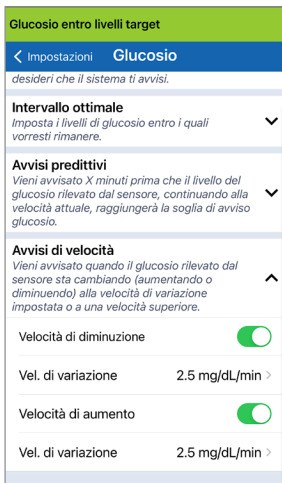 Glucosio entro livelli target
Impostazioni Glucosio
desideri che il sistema ti avvisi.
Intervallo ottimale
Imposta i livelli di glucosio entro i quali
vorresti rimanere.
Avvisi predittivi
Vieni avvisato X minuti prima che il livello del
glucosio rilevato dal sensore, continuando alla
velocità attuale, raggiungerà la soglia di avviso
glucosio.
Avvisi di velocità
Vieni avvisato quando il glucosio rilevato dal
sensore sta cambiando (aumentando o
diminuendo) alla velocità di variazione
impostata o a una velocità superiore.
Velocità di diminuzione
Vel. di variazione 2.5 mg/dL/min
Velocità di aumento
Vel. di variazione 2.5 mg/dL/min